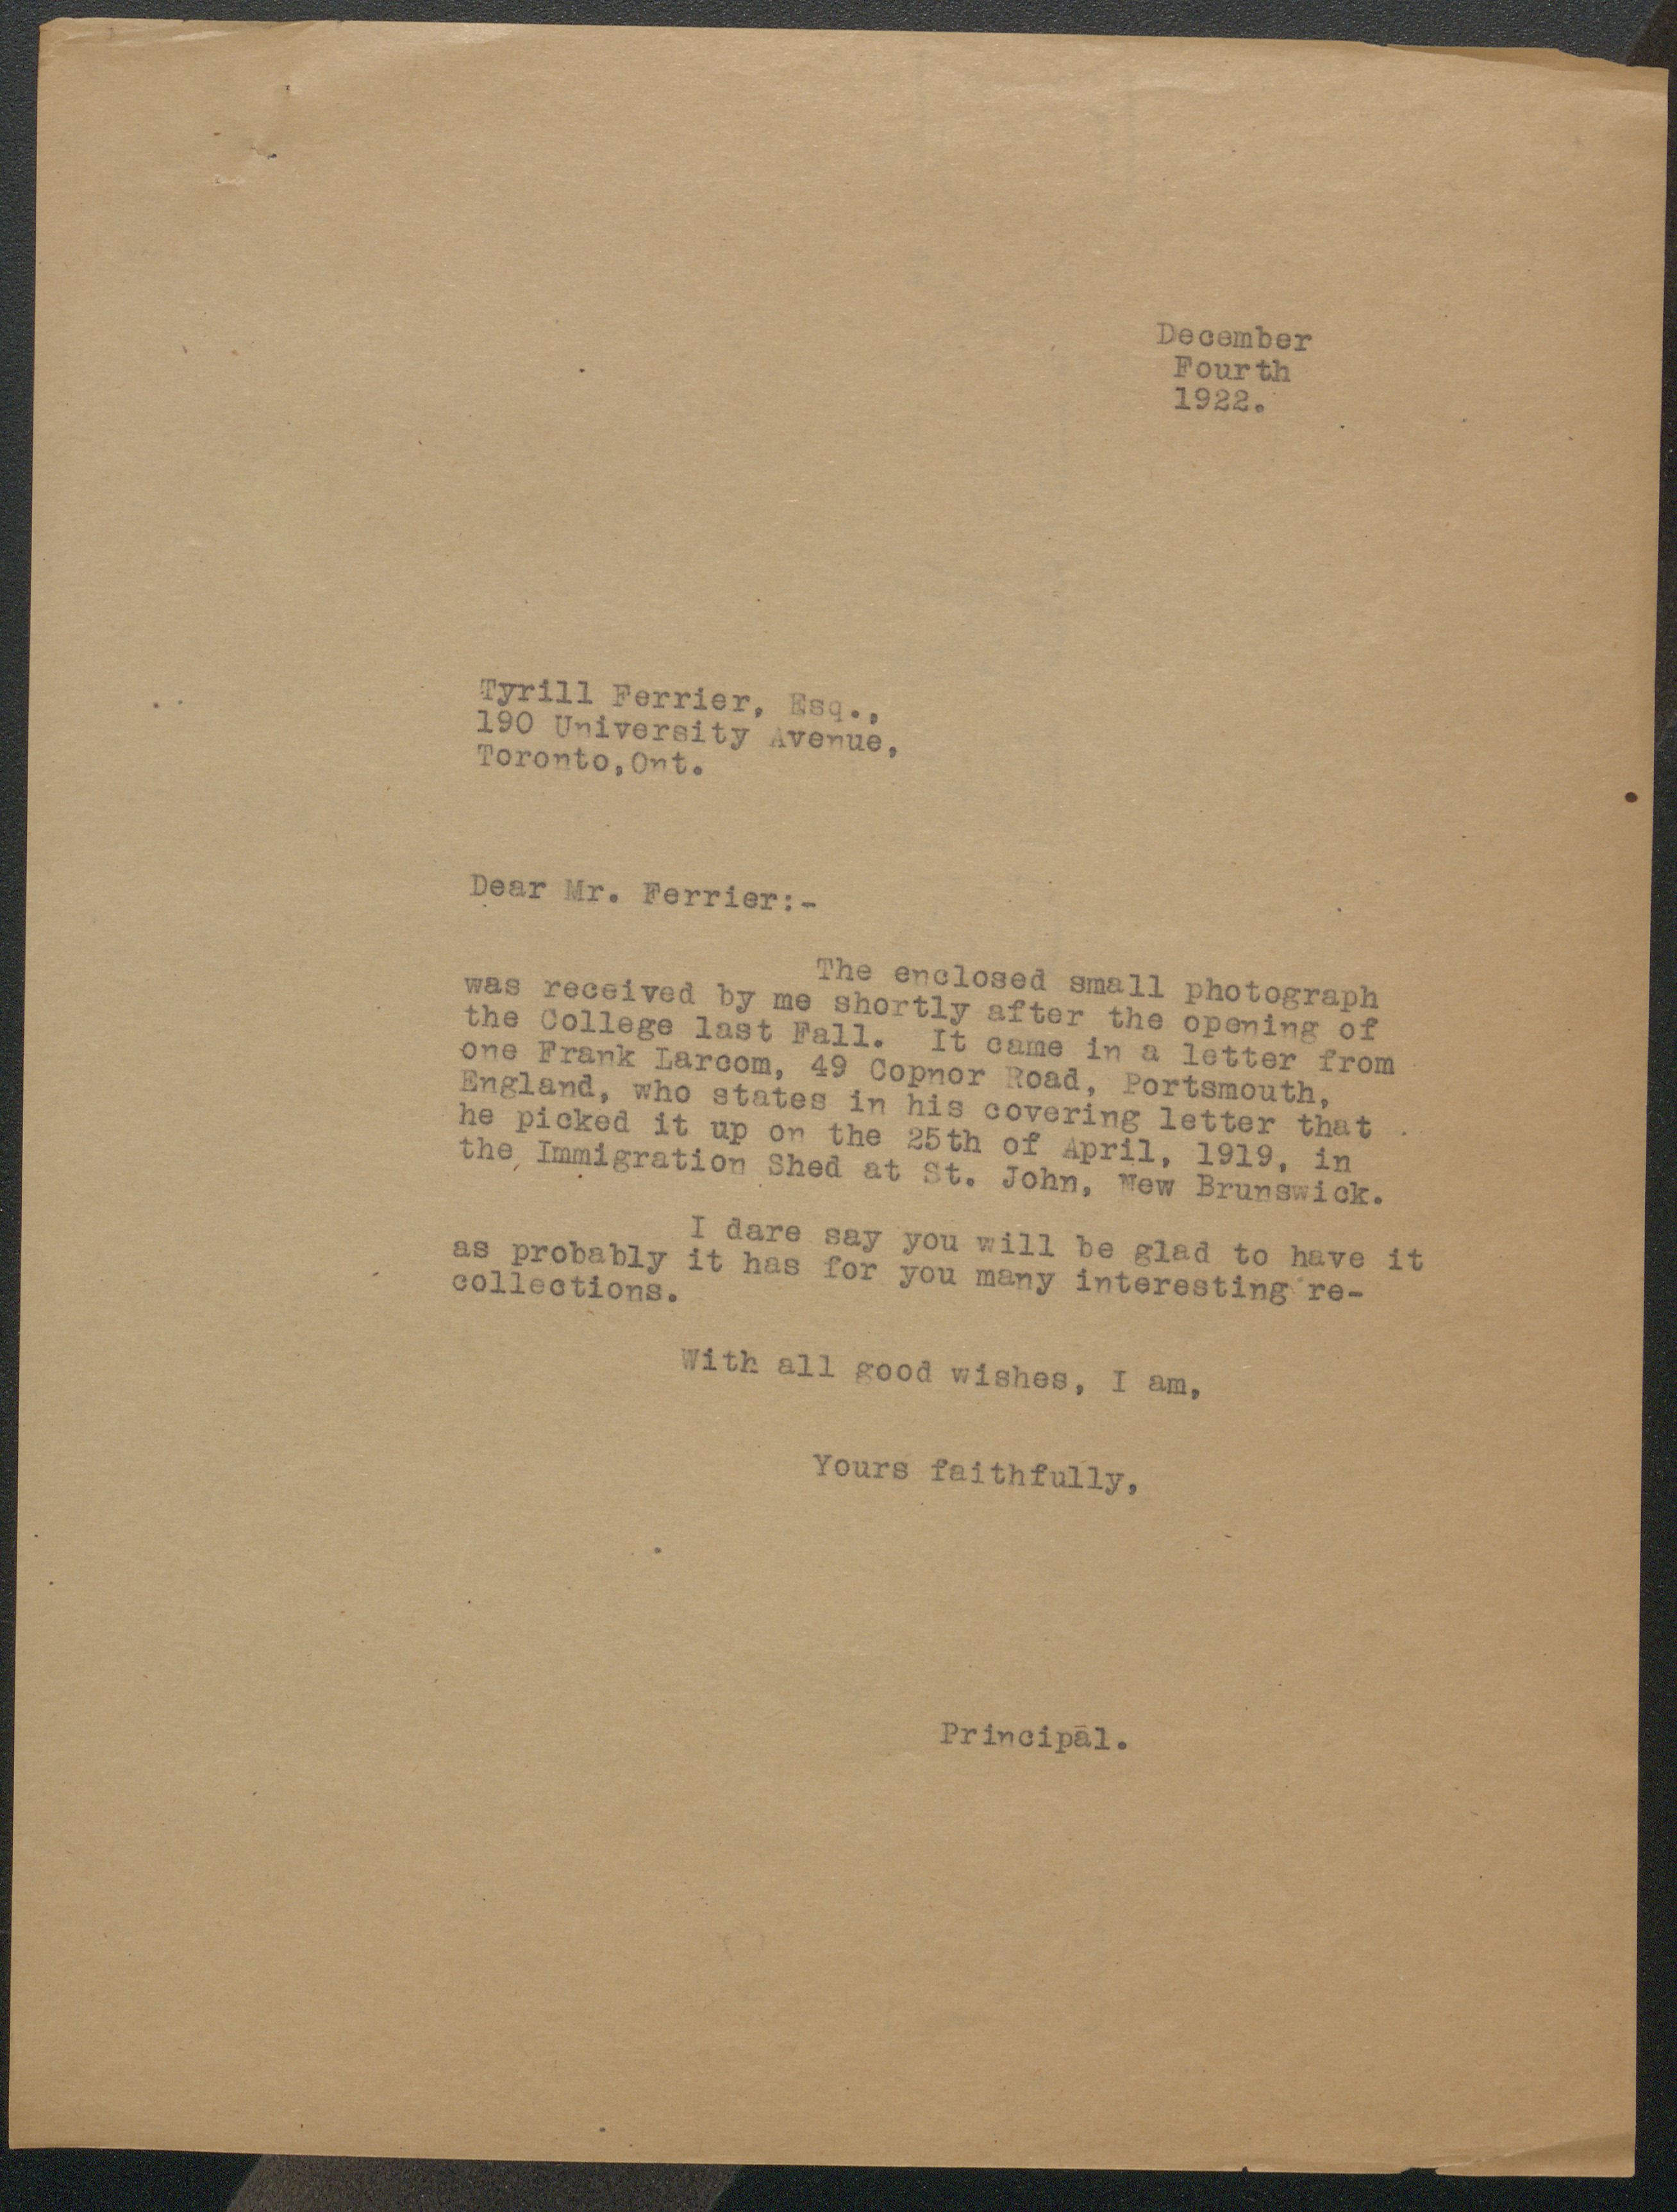 December
Fourth
1922.
Tyrill Ferrier, Esq.,
190 University Avenue,
Toronto,Ont.
Dear Mr. Ferrier:-
The enclosed small photograph
was received by me shortly after the opening of
the College last Fall. It came in a letter from
one Frank Larcom, 49 Copnor Road, Portsmouth,
England, who states in his covering letter that
he picked it up on the 25th of April, 1919, in
the Immigration Shed at St. John, New Brunswick.
I dare say you will be glad to have it
as probably it has for you many interesting re-
collections.
With all good wishes, I am,
Yours faithfully,
Principal.